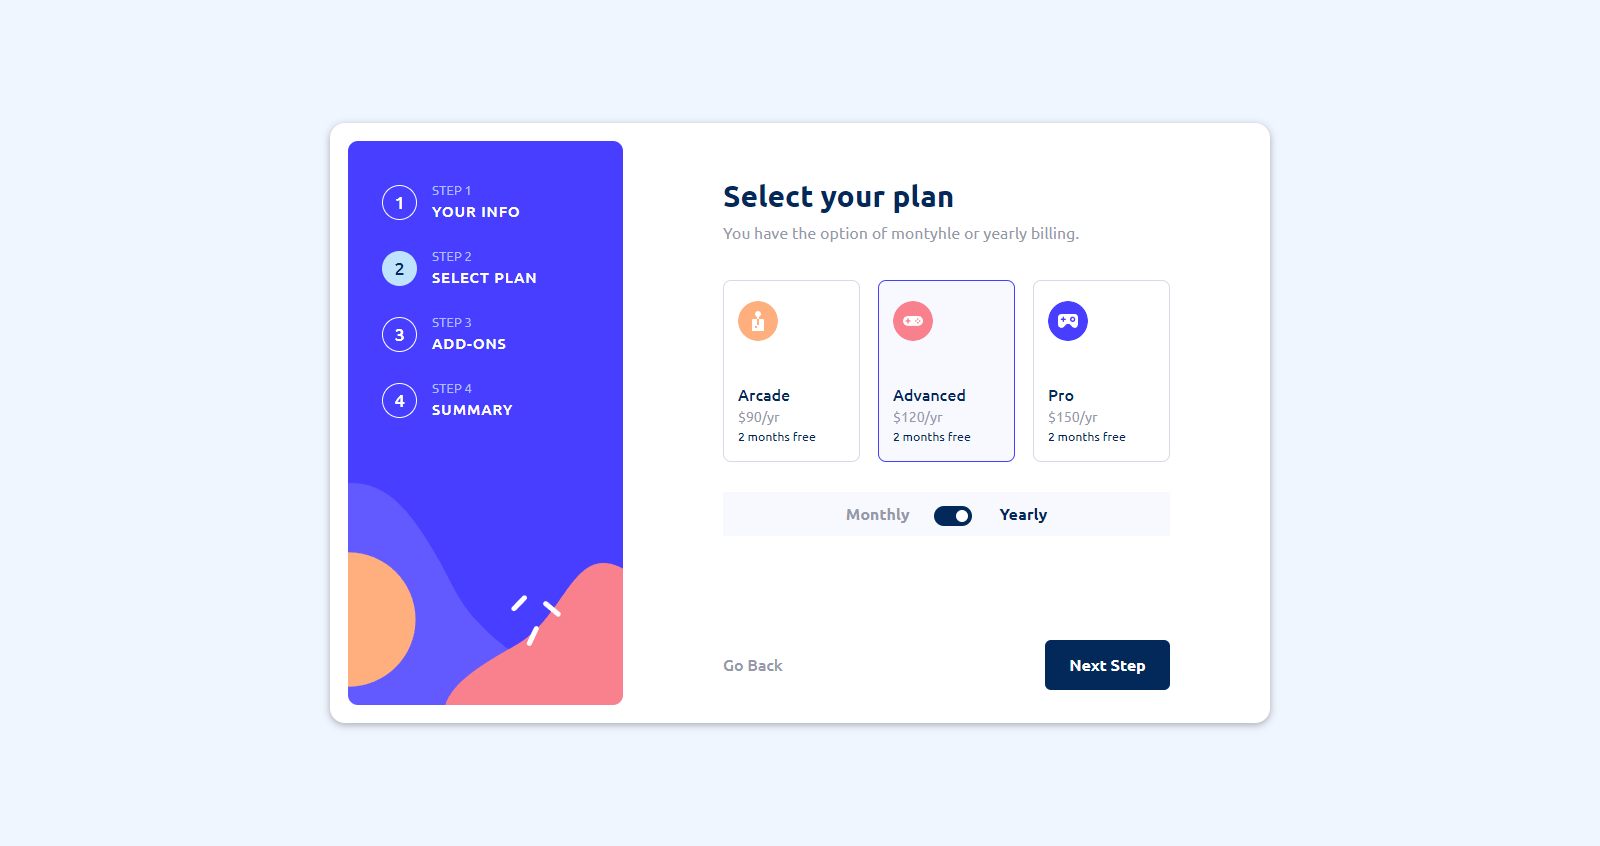 1
STEP 1
YOUR INFO
2
STEP 2
SELECT PLAN
3
STEP 3
ADD-ONS
4
STEP 4
SUMMARY
Select your plan
You have the option of montyhle or yearly billing.
Arcade
$90/yr
2 months free
Advanced
$120/yr
2 months free
Pro
$150/yr
2 months free
Monthly
Yearly
Go Back
Next Step